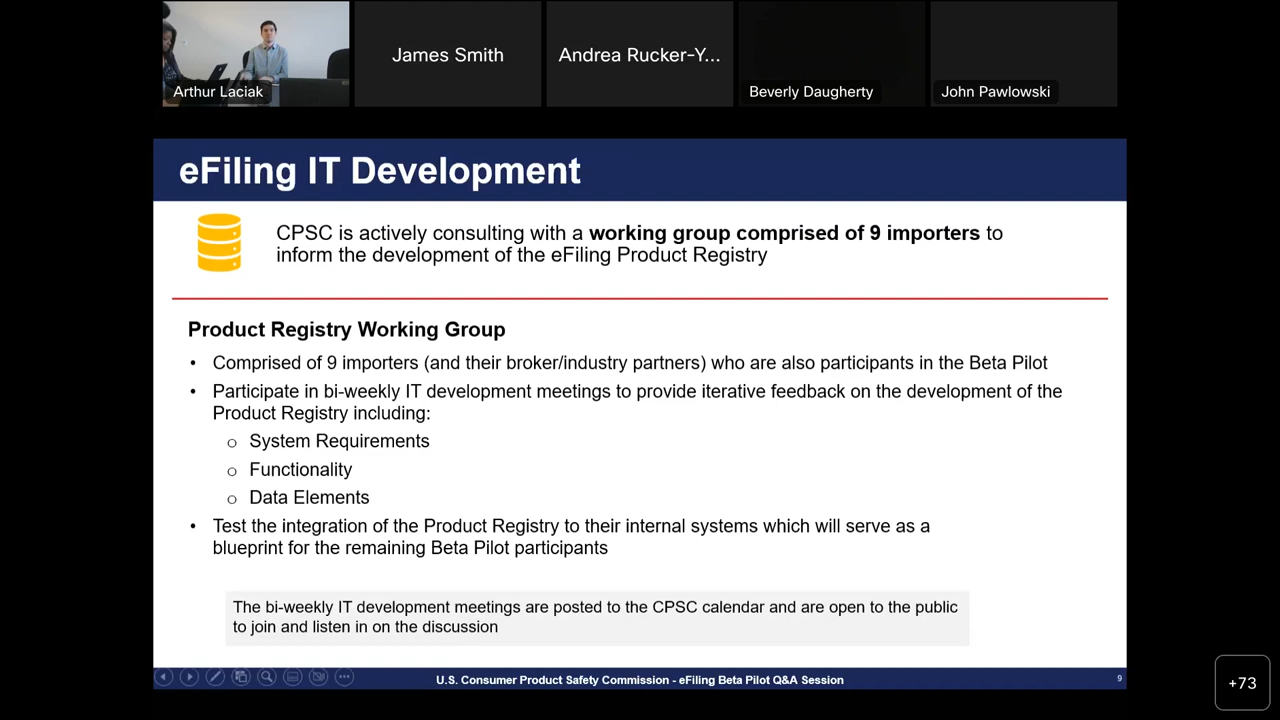 Arthur Laciak
James Smith
Andrea Rucker-Y...
Beverly Daugherty
John Pawlowski
eFiling IT Development
CPSC is actively consulting with a working group comprised of 9 importers to
inform the development of the eFiling Product Registry
Product Registry Working Group
• Comprised of 9 importers (and their broker/industry partners) who are also participants in the Beta Pilot
• Participate in bi-weekly IT development meetings to provide iterative feedback on the development of the
Product Registry including:
o System Requirements
o Functionality
o Data Elements
• Test the integration of the Product Registry to their internal systems which will serve as a
blueprint for the remaining Beta Pilot participants
The bi-weekly IT development meetings are posted to the CPSC calendar and are open to the public
to join and listen in on the discussion
U.S. Consumer Product Safety Commission - eFiling Beta Pilot Q&A Session
9
+73